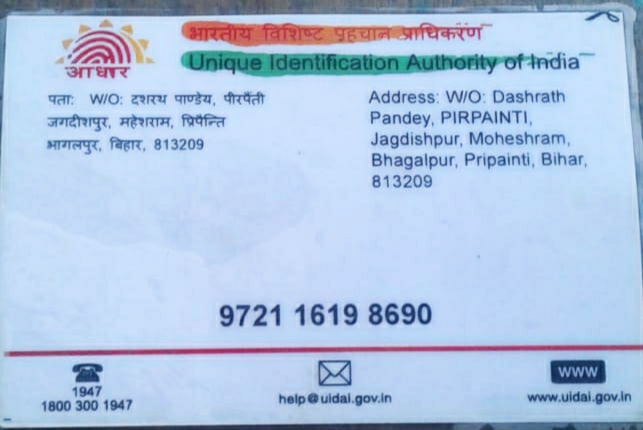 भारतीय विशिष्ट पहचान प्राधिकरण
Unique Identification Authority of India
आधार
पता: W/O: दशरथ पाण्डेय, पीरपैंती
जगदीशपुर, महेशराम, प्रिपैन्ति
भागलपुर, बिहार, 813209
Address: W/O: Dashrath
Pandey, PIRPAINTI,
Jagdishpur, Moheshram,
Bhagalpur, Pripainti, Bihar,
813209
9721 1619 8690
1947
1800 300 1947
help@uidai.gov.in
WWW
www.uidai.gov.in